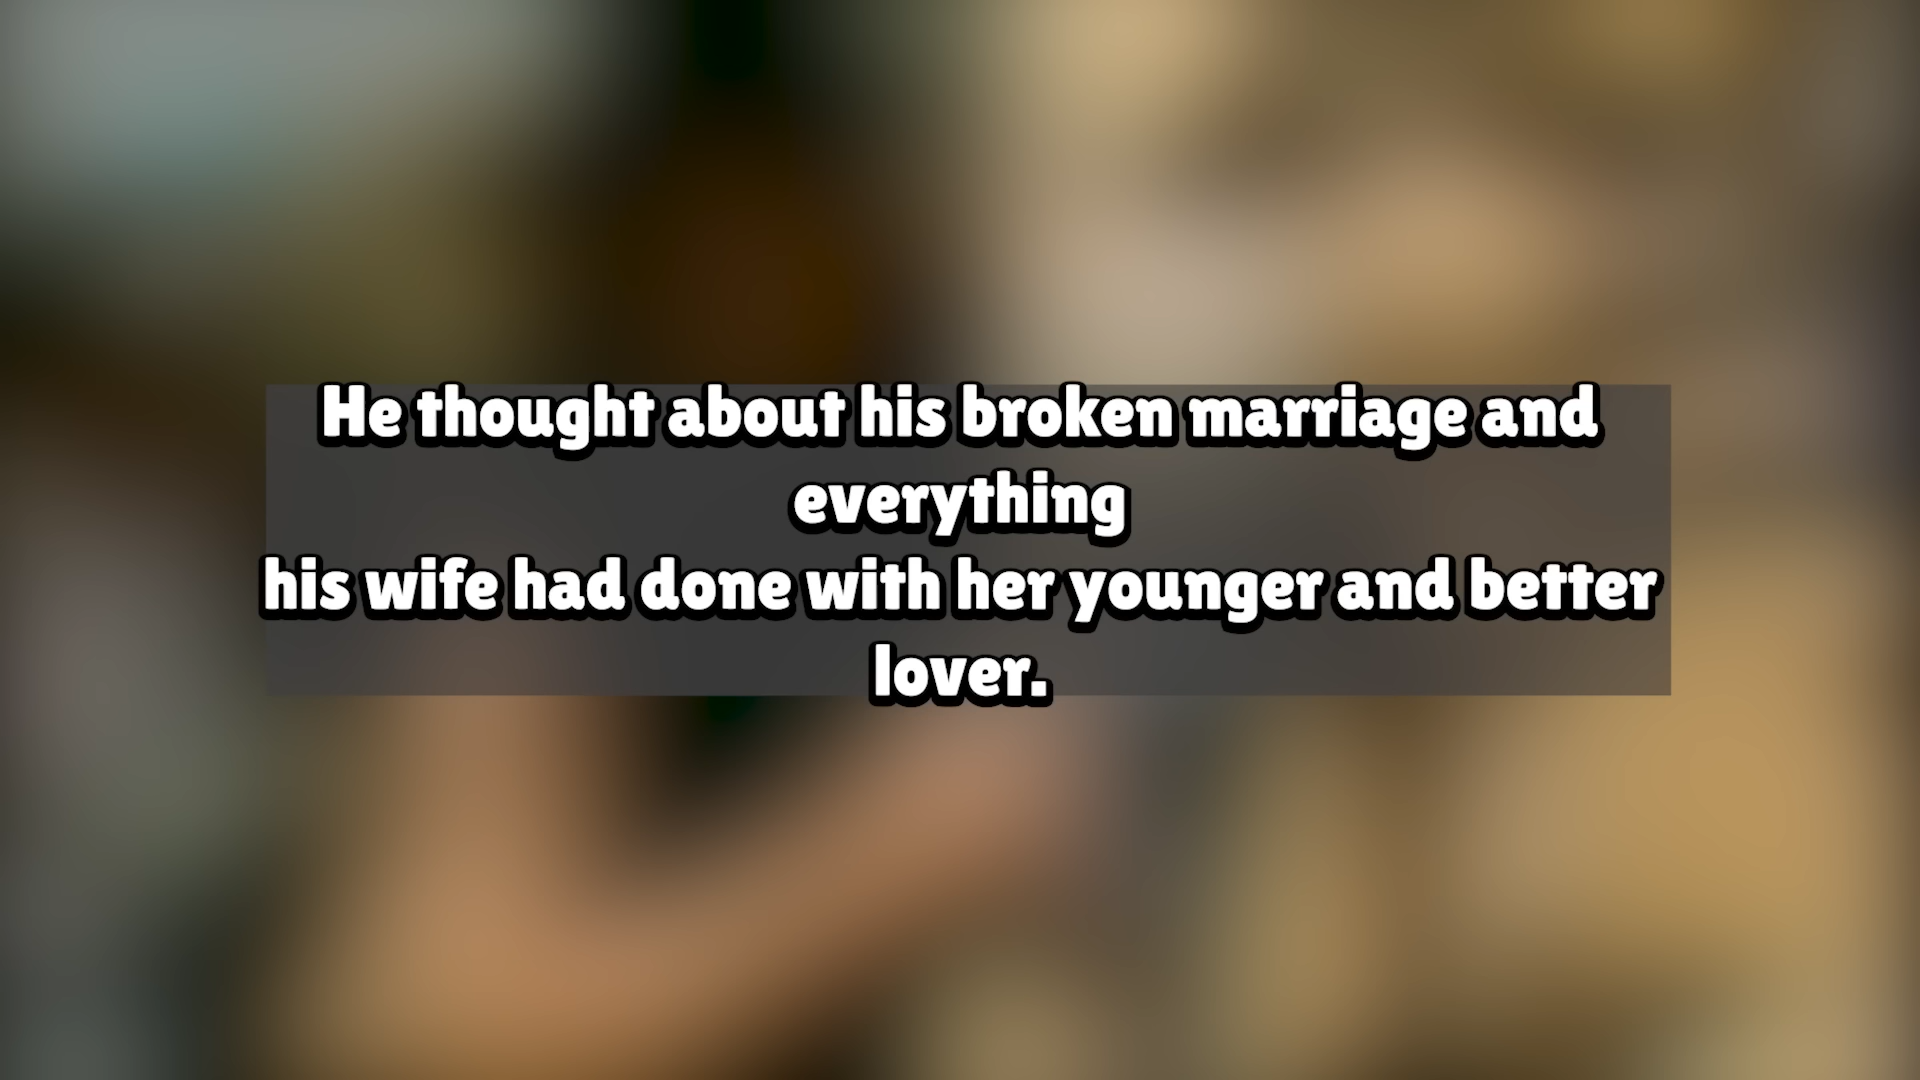 He thought about his broken marriage and
everything
his wife had done with her younger and better
lover.